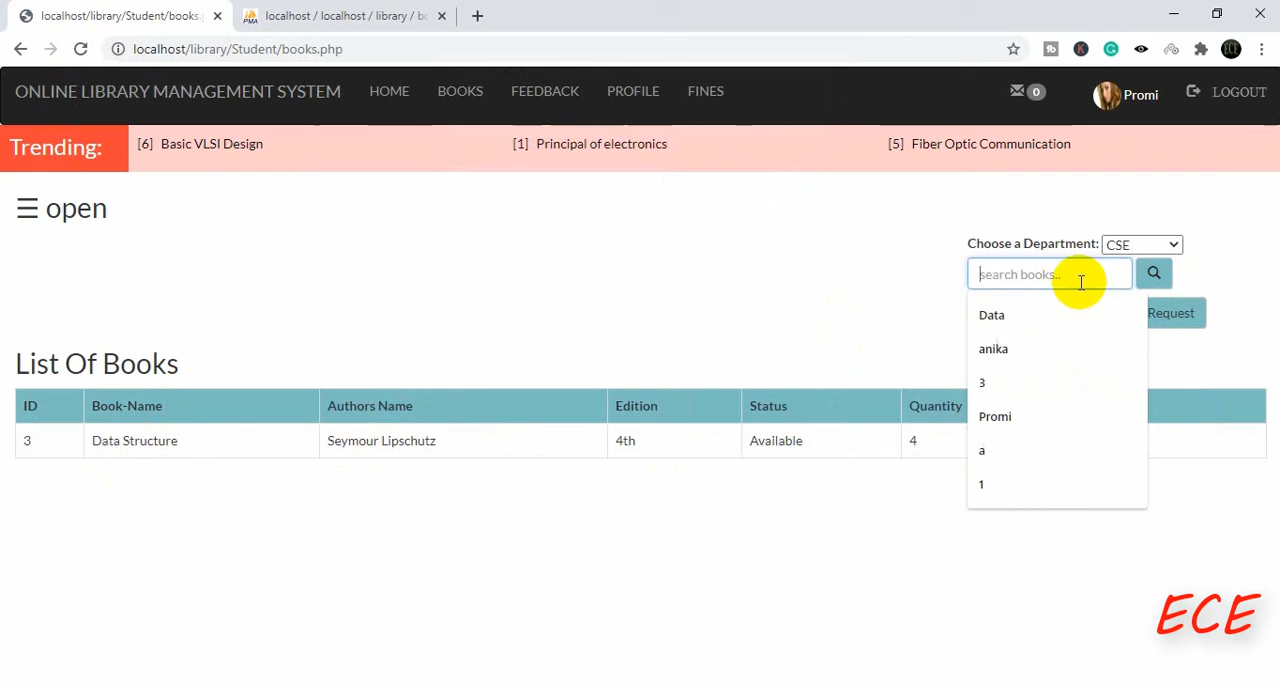 localhost/library/Student/books.
localhost / localhost / library / bo
localhost/library/Student/books.php
ONLINE LIBRARY MANAGEMENT SYSTEM HOME BOOKS FEEDBACK PROFILE FINES 0 Promi LOGOUT
Trending: [6] Basic VLSI Design [1] Principal of electronics [5] Fiber Optic Communication
☰ open
Choose a Department: CSE
search books..
Data
Request
anika
3
Promi
a
1
List Of Books
ID Book-Name Authors Name Edition Status Quantity
3 Data Structure Seymour Lipschutz 4th Available 4
ECE